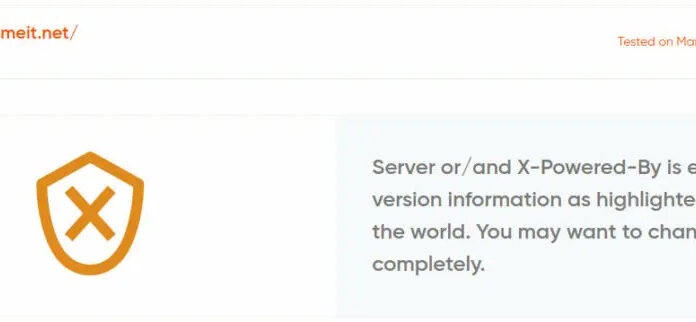 meit.net/
Tested on Mar
Server or/and X-Powered-By is e
version information as highlighte
the world. You may want to chan
completely.